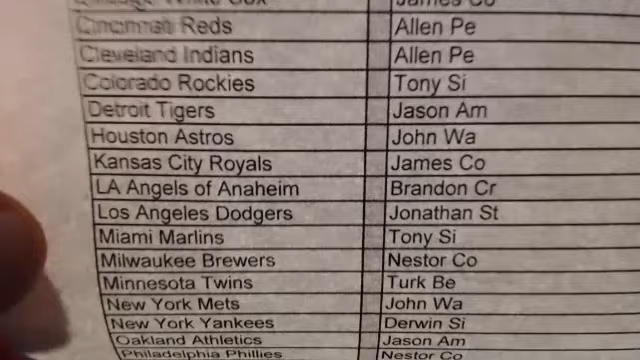 James Co
Cincinnati Reds Allen Pe
Cleveland Indians Allen Pe
Colorado Rockies Tony Si
Detroit Tigers Jason Am
Houston Astros John Wa
Kansas City Royals James Co
LA Angels of Anaheim Brandon Cr
Los Angeles Dodgers Jonathan St
Miami Marlins Tony Si
Milwaukee Brewers Nestor Co
Minnesota Twins Turk Be
New York Mets John Wa
New York Yankees Derwin Si
Oakland Athletics Jason Am
Philadelphia Phillies Nestor Co